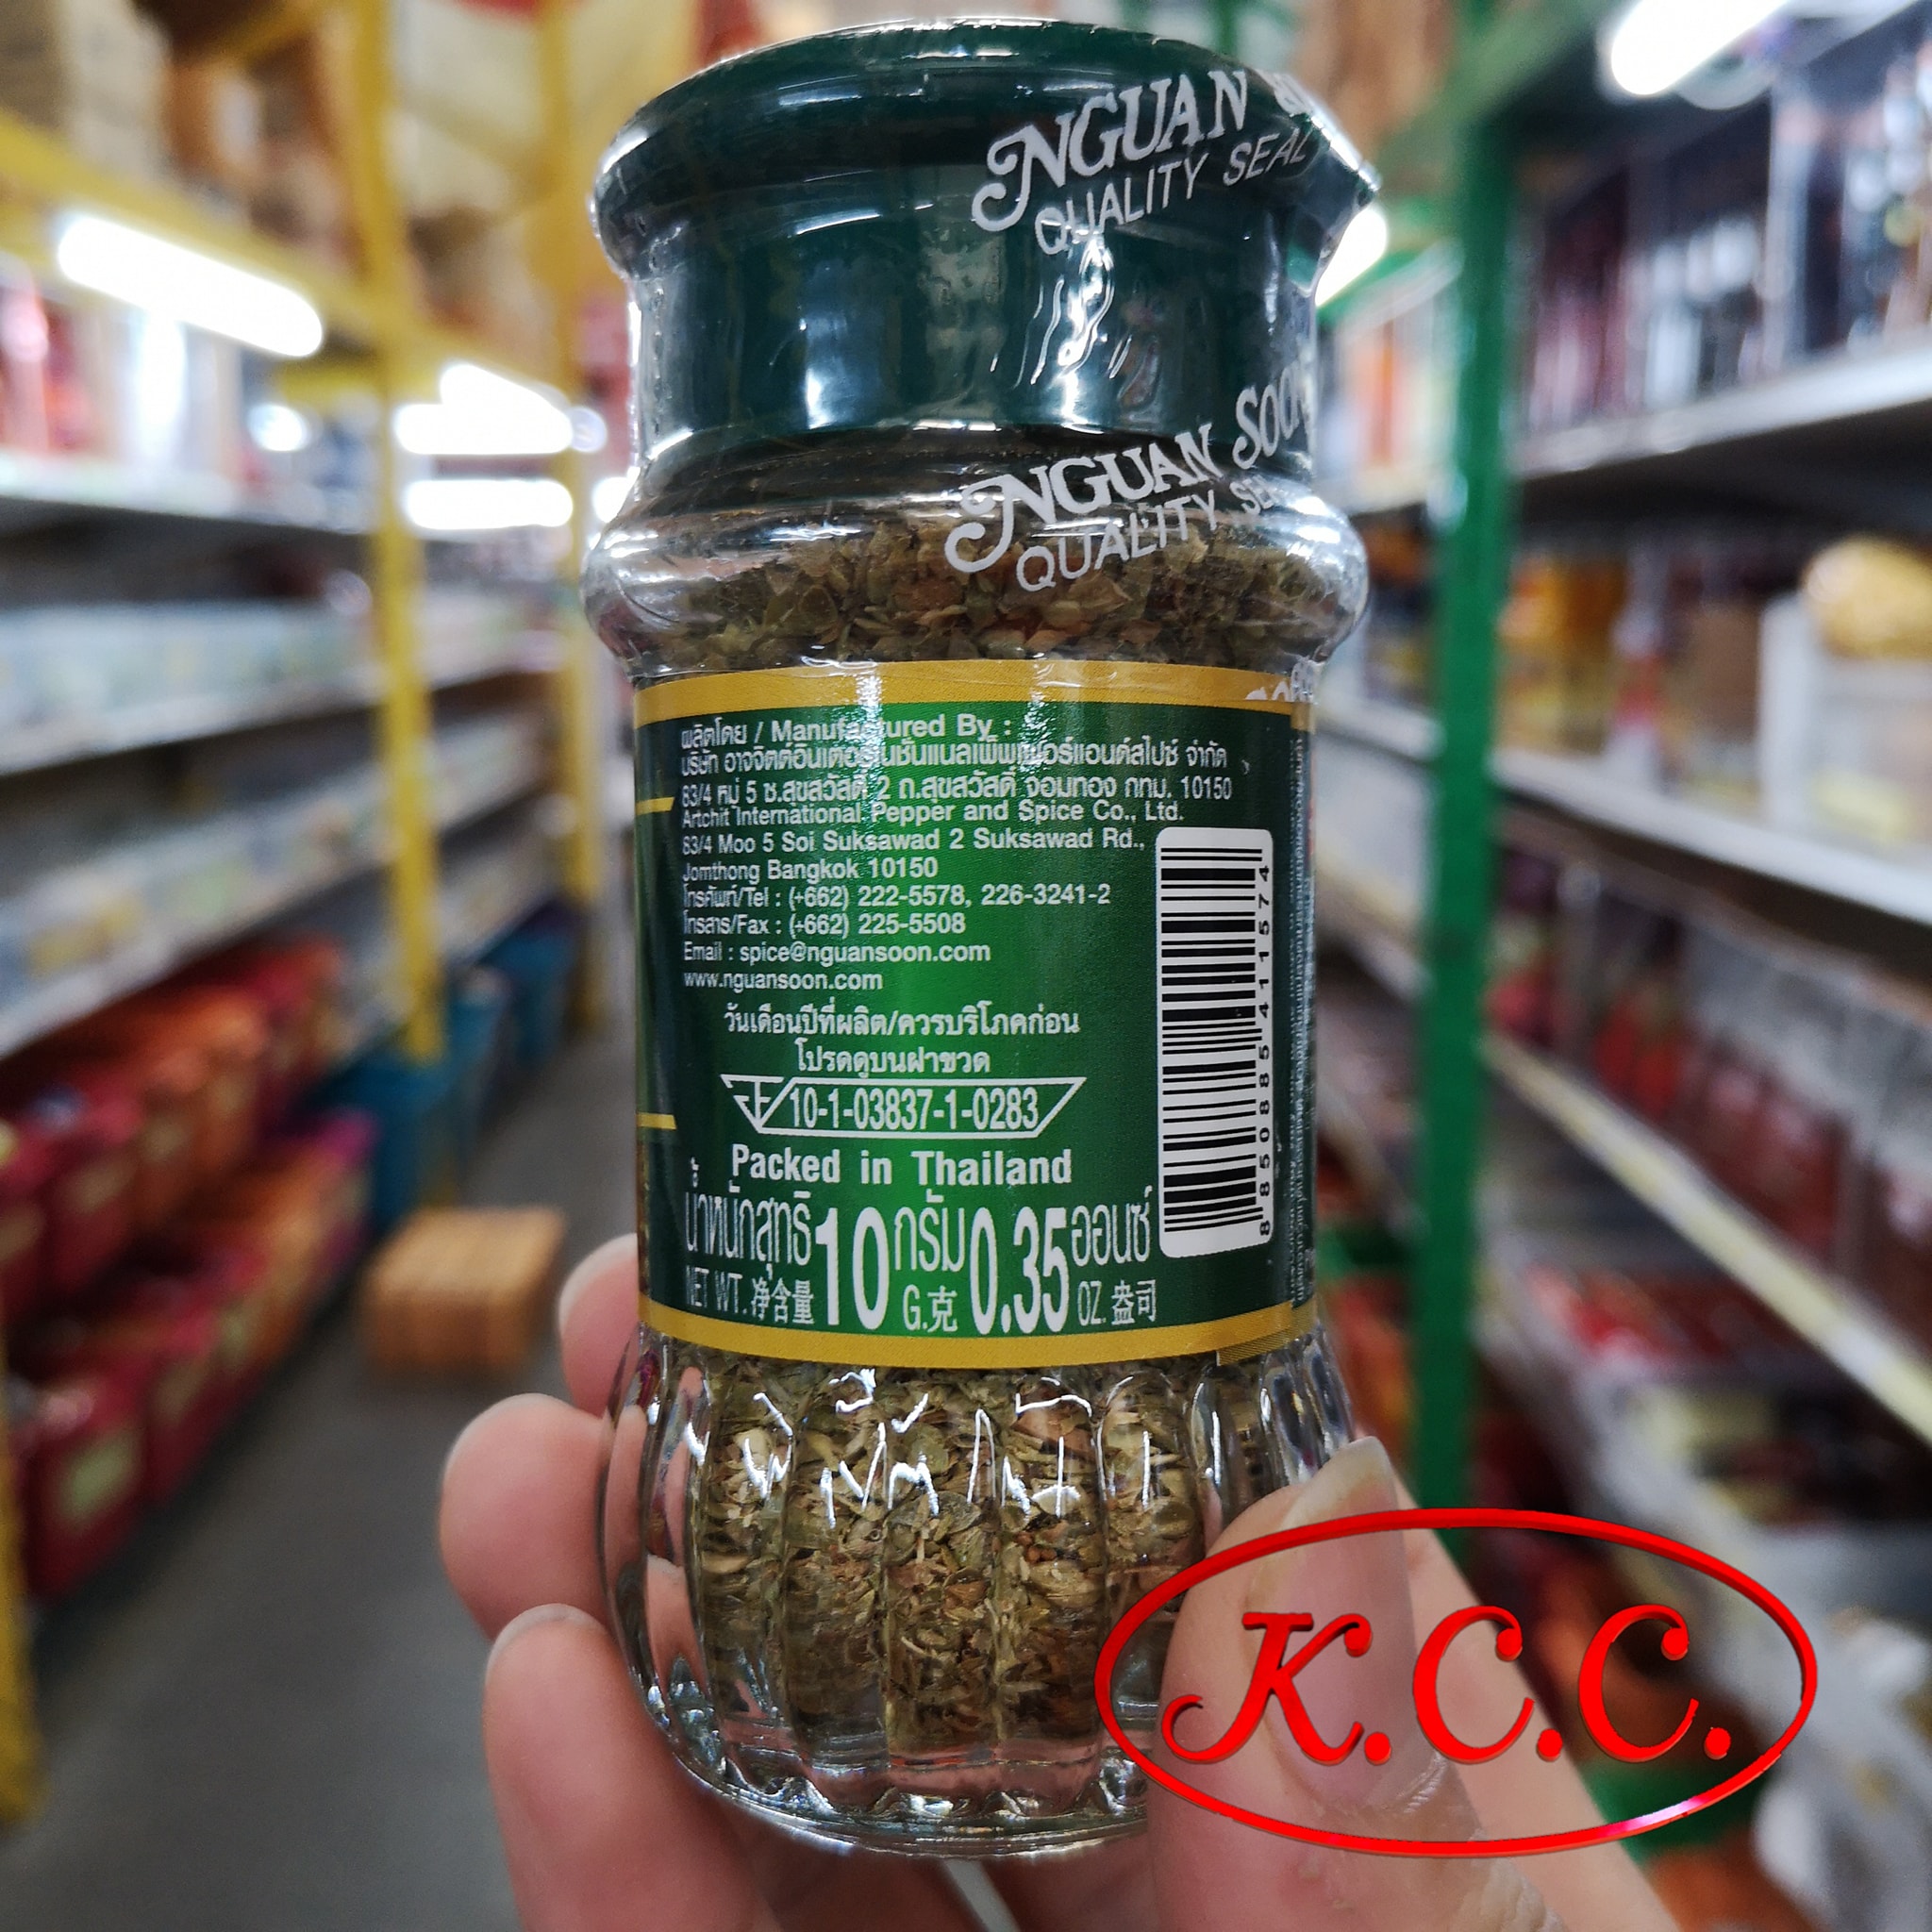 NGUAN
QUALITY SEAL
NGUAN SOON
QUALITY SEAL
ผลิตโดย / Manufactured By :
บริษัท อาจจิตต์อินเตอร์เนชั่นแนลเพ็พเพอร์แอนด์สไปซ์ จำกัด
83/4 หมู่ 5 ซ.สุขสวัสดิ์ 2 ถ.สุขสวัสดิ์ จอมทอง กทม. 10150
Artchit International Pepper and Spice Co., Ltd.
83/4 Moo 5 Soi Suksawad 2 Suksawad Rd.,
Jomthong Bangkok 10150
โทรศัพท์/Tel : (+662) 222-5578, 226-3241-2
โทรสาร/Fax : (+662) 225-5508
Email : spice@nguansoon.com
www.nguansoon.com
วันเดือนปีที่ผลิต/ควรบริโภคก่อน
โปรดดูบนฝาขวด
10-1-03837-1-0283
Packed in Thailand
น้ำหนักสุทธิ 10 กรัม 0.35 ออนซ์
NET WT. 净含量 G.克 OZ. 盎司
8 850885 411574
K.C.C.